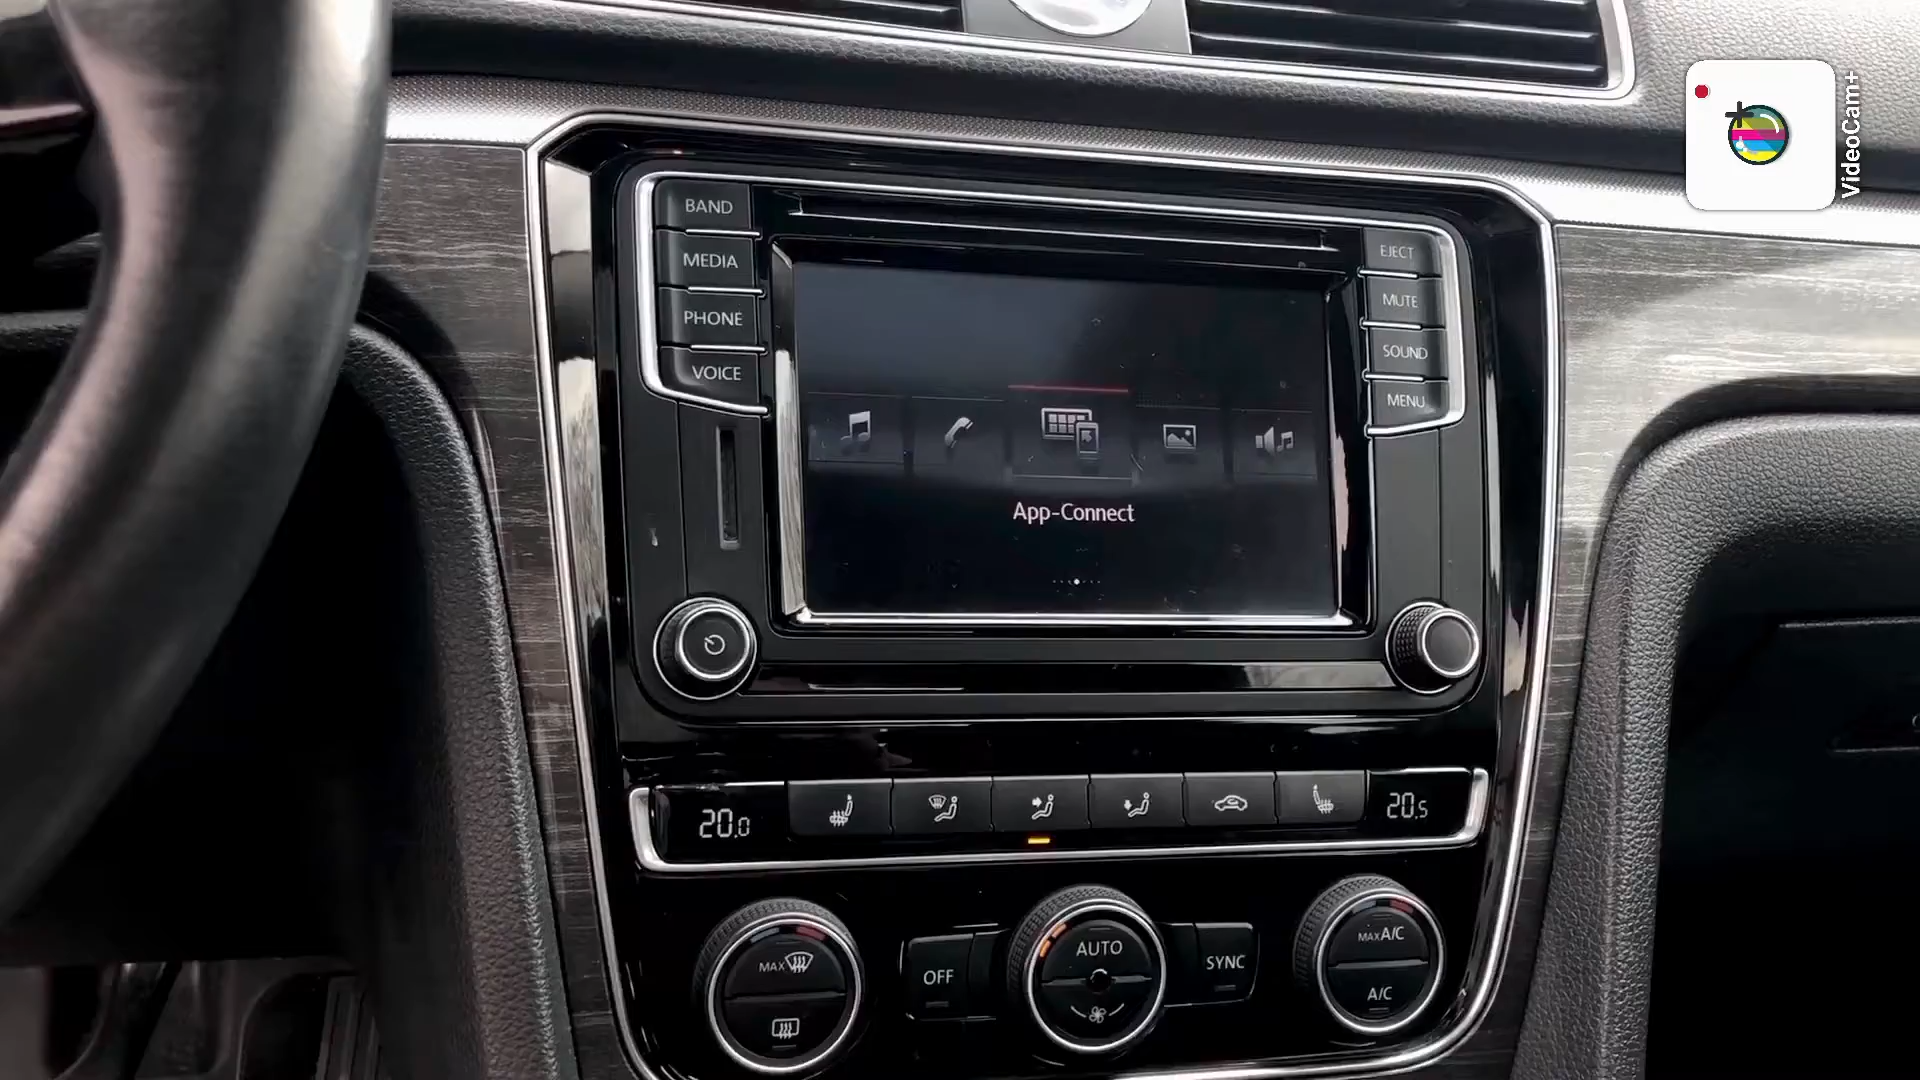 BAND
MEDIA
PHONE
VOICE
EJECT
MUTE
SOUND
MENU
App-Connect
20.0
20.5
MAX
OFF
AUTO
SYNC
MAX A/C
A/C
VideoCam+